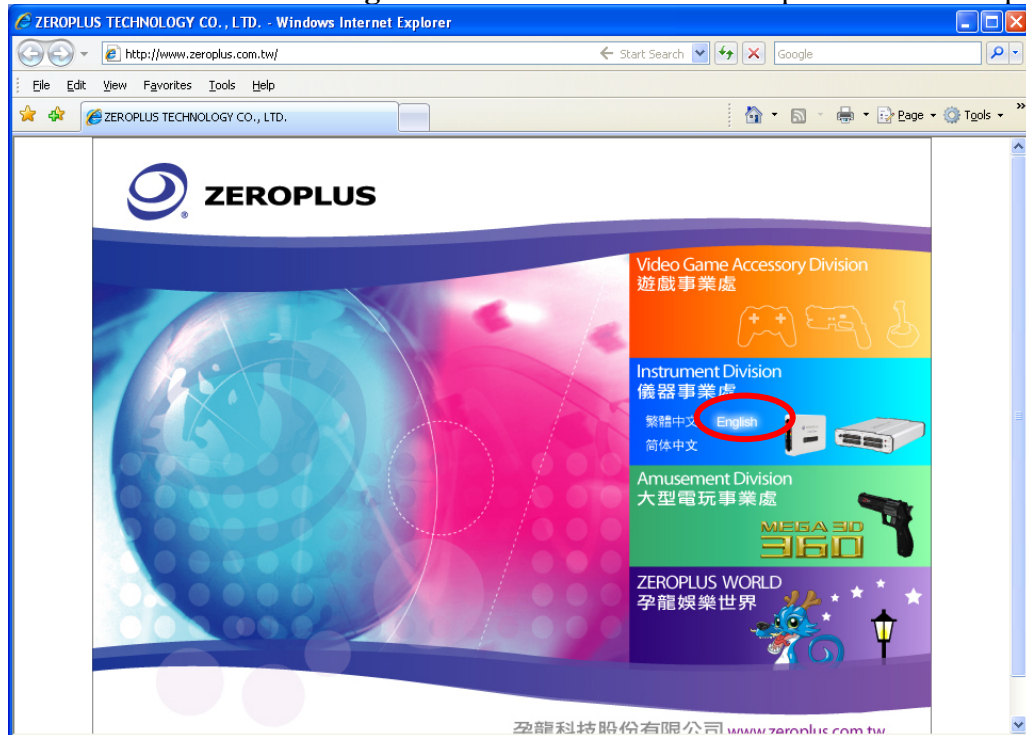 ZEROPLUS TECHNOLOGY CO., LTD. - Windows Internet Explorer
http://www.zeroplus.com.tw/
Start Search
Google
File Edit View Favorites Tools Help
ZEROPLUS TECHNOLOGY CO., LTD.
Page
Tools
ZEROPLUS
Video Game Accessory Division
遊戲事業處
Instrument Division
儀器事業處
繁體中文 English
简体中文
Amusement Division
大型電玩事業處
MEGA 3D
360
ZEROPLUS WORLD
孕龍娛樂世界
孕龍科技股份有限公司 www.zeroplus.com.tw